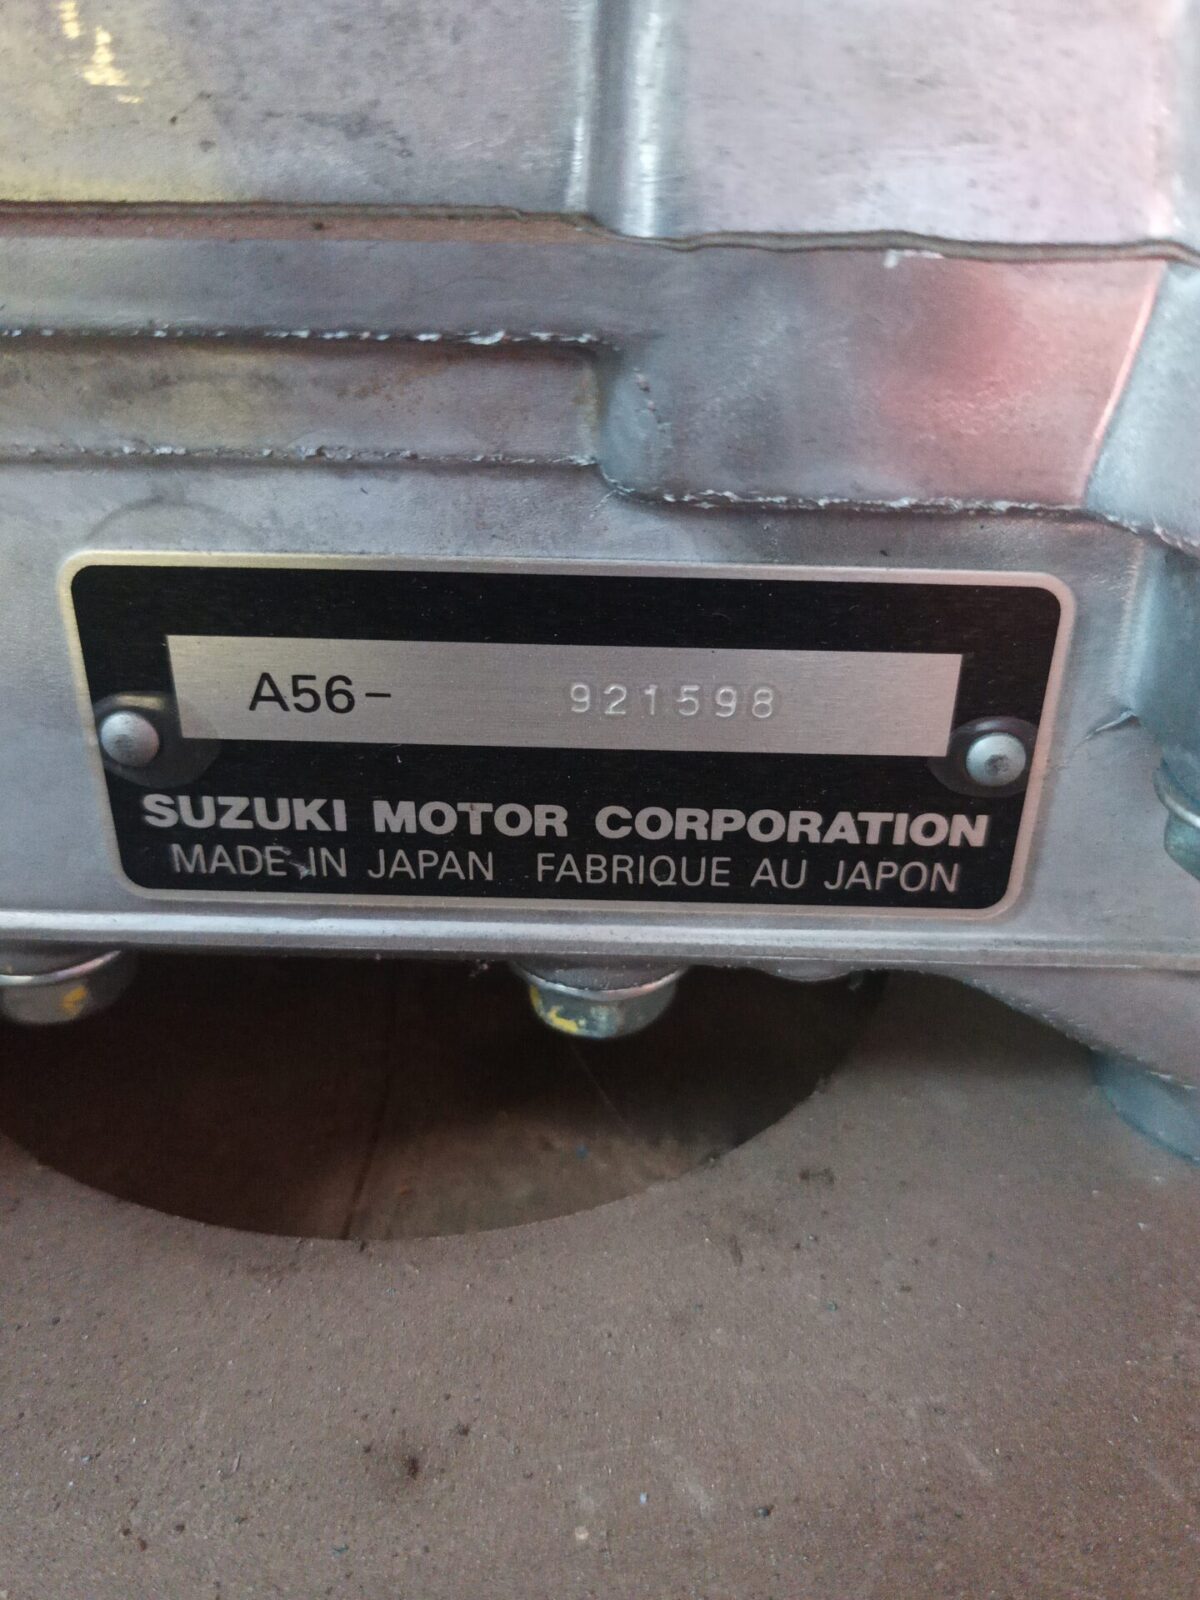 A56- 921598
SUZUKI MOTOR CORPORATION
MADE IN JAPAN FABRIQUE AU JAPON